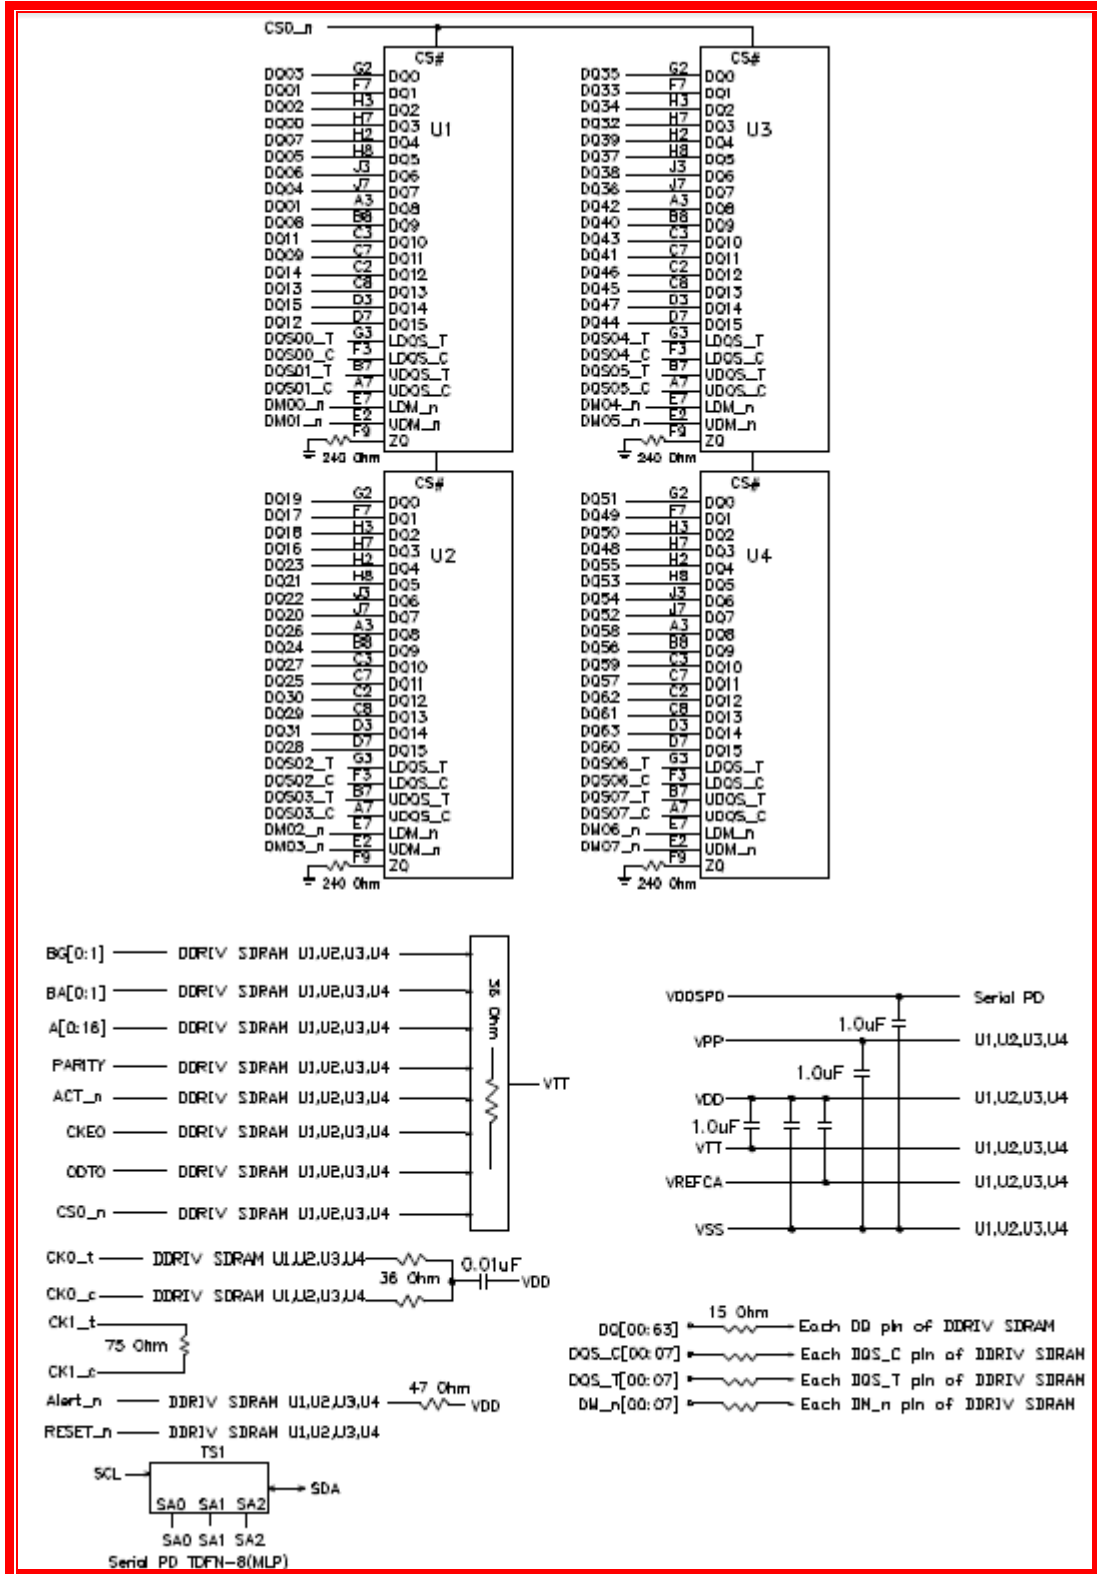 CS0_n
CS#
DQ03 G2 DQ0
DQ01 F7 DQ1
DQ02 H3 DQ2
DQ00 H7 DQ3
DQ07 H2 DQ4
DQ05 H8 DQ5
DQ06 J3 DQ6
DQ04 J7 DQ7
DQ01 A3 DQ8
DQ08 B8 DQ9
DQ11 C3 DQ10
DQ09 C7 DQ11
DQ14 C2 DQ12
DQ13 C8 DQ13
DQ15 D3 DQ14
DQ12 D7 DQ15
DQS00_T G3 LDQS_T
DQS00_C F3 LDQS_C
DQS01_T B7 UDQS_T
DQS01_C A7 UDQS_C
DM00_n E7 LDM_n
DM01_n E2 UDM_n
F9 ZQ
240 Ohm
U1
CS#
DQ35 G2 DQ0
DQ33 F7 DQ1
DQ34 H3 DQ2
DQ32 H7 DQ3
DQ39 H2 DQ4
DQ37 H8 DQ5
DQ38 J3 DQ6
DQ36 J7 DQ7
DQ42 A3 DQ8
DQ40 B8 DQ9
DQ43 C3 DQ10
DQ41 C7 DQ11
DQ46 C2 DQ12
DQ45 C8 DQ13
DQ47 D3 DQ14
DQ44 D7 DQ15
DQS04_T G3 LDQS_T
DQS04_C F3 LDQS_C
DQS05_T B7 UDQS_T
DQS05_C A7 UDQS_C
DM04_n E7 LDM_n
DM05_n E2 UDM_n
F9 ZQ
240 Ohm
U3
CS#
DQ19 G2 DQ0
DQ17 F7 DQ1
DQ18 H3 DQ2
DQ16 H7 DQ3
DQ23 H2 DQ4
DQ21 H8 DQ5
DQ22 J3 DQ6
DQ20 J7 DQ7
DQ26 A3 DQ8
DQ24 B8 DQ9
DQ27 C3 DQ10
DQ25 C7 DQ11
DQ30 C2 DQ12
DQ29 C8 DQ13
DQ31 D3 DQ14
DQ28 D7 DQ15
DQS02_T G3 LDQS_T
DQS02_C F3 LDQS_C
DQS03_T B7 UDQS_T
DQS03_C A7 UDQS_C
DM02_n E7 LDM_n
DM03_n E2 UDM_n
F9 ZQ
240 Ohm
U2
CS#
DQ51 G2 DQ0
DQ49 F7 DQ1
DQ50 H3 DQ2
DQ48 H7 DQ3
DQ55 H2 DQ4
DQ53 H8 DQ5
DQ54 J3 DQ6
DQ52 J7 DQ7
DQ58 A3 DQ8
DQ56 B8 DQ9
DQ59 C3 DQ10
DQ57 C7 DQ11
DQ62 C2 DQ12
DQ61 C8 DQ13
DQ63 D3 DQ14
DQ60 D7 DQ15
DQS06_T G3 LDQS_T
DQS06_C F3 LDQS_C
DQS07_T B7 UDQS_T
DQS07_C A7 UDQS_C
DM06_n E7 LDM_n
DM07_n E2 UDM_n
F9 ZQ
240 Ohm
U4
BG[0:1] DDRIV SDRAM U1,U2,U3,U4
BA[0:1] DDRIV SDRAM U1,U2,U3,U4
A[0:16] DDRIV SDRAM U1,U2,U3,U4
PARITY DDRIV SDRAM U1,U2,U3,U4
ACT_n DDRIV SDRAM U1,U2,U3,U4
CKE0 DDRIV SDRAM U1,U2,U3,U4
ODT0 DDRIV SDRAM U1,U2,U3,U4
CS0_n DDRIV SDRAM U1,U2,U3,U4
36 Ohm
VTT
CK0_t DDRIV SDRAM U1,U2,U3,U4
36 Ohm
0.01uF
VDD
CK0_c DDRIV SDRAM U1,U2,U3,U4
CK1_t
75 Ohm
CK1_c
Alert_n DDRIV SDRAM U1,U2,U3,U4 47 Ohm VDD
RESET_n DDRIV SDRAM U1,U2,U3,U4
TS1
SCL
SDA
SA0 SA1 SA2
SA0 SA1 SA2
Serial PD TDFN-8(MLP)
VDDSPD Serial PD
1.0uF
VPP U1,U2,U3,U4
1.0uF
VDD U1,U2,U3,U4
1.0uF
VTT U1,U2,U3,U4
VREFCA U1,U2,U3,U4
VSS U1,U2,U3,U4
15 Ohm
DQ[00:63] Each DQ pin of DDRIV SDRAM
DQS_C[00:07] Each DQS_C pin of DDRIV SDRAM
DQS_T[00:07] Each DQS_T pin of DDRIV SDRAM
DM_n[00:07] Each DM_n pin of DDRIV SDRAM